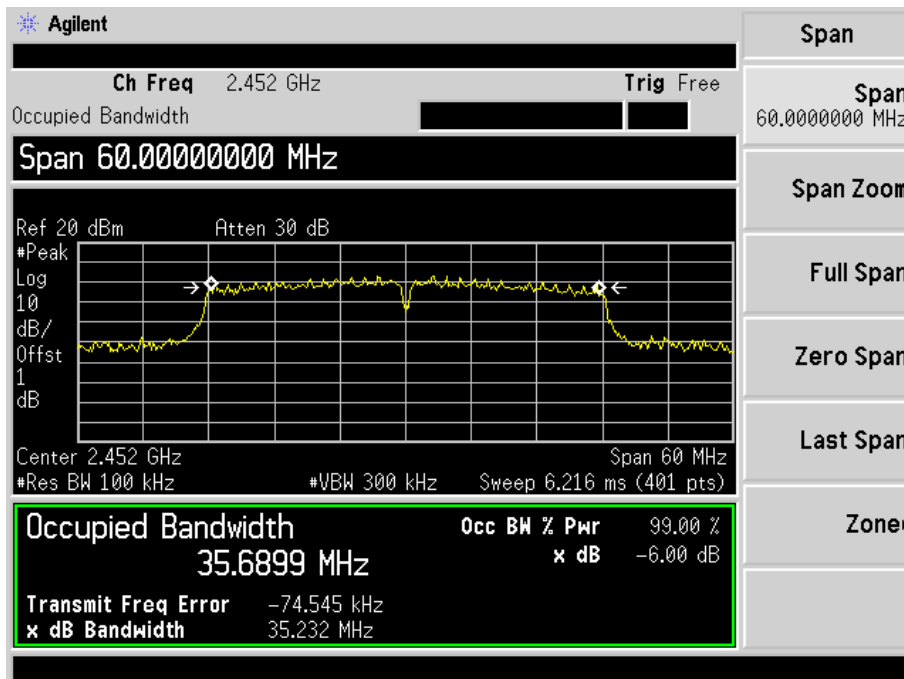 Agilent
Span
Ch Freq 2.452 GHz Trig Free
Occupied Bandwidth
Span
60.0000000 MHz
Span 60.00000000 MHz
Span Zoom
Ref 20 dBm Atten 30 dB
#Peak
Log
10
dB/
Offst
1
dB
Full Span
Zero Span
Last Span
Center 2.452 GHz Span 60 MHz
#Res BW 100 kHz #VBW 300 kHz Sweep 6.216 ms (401 pts)
Occupied Bandwidth
35.6899 MHz
Occ BW % Pwr 99.00 %
x dB -6.00 dB
Zone
Transmit Freq Error -74.545 kHz
x dB Bandwidth 35.232 MHz